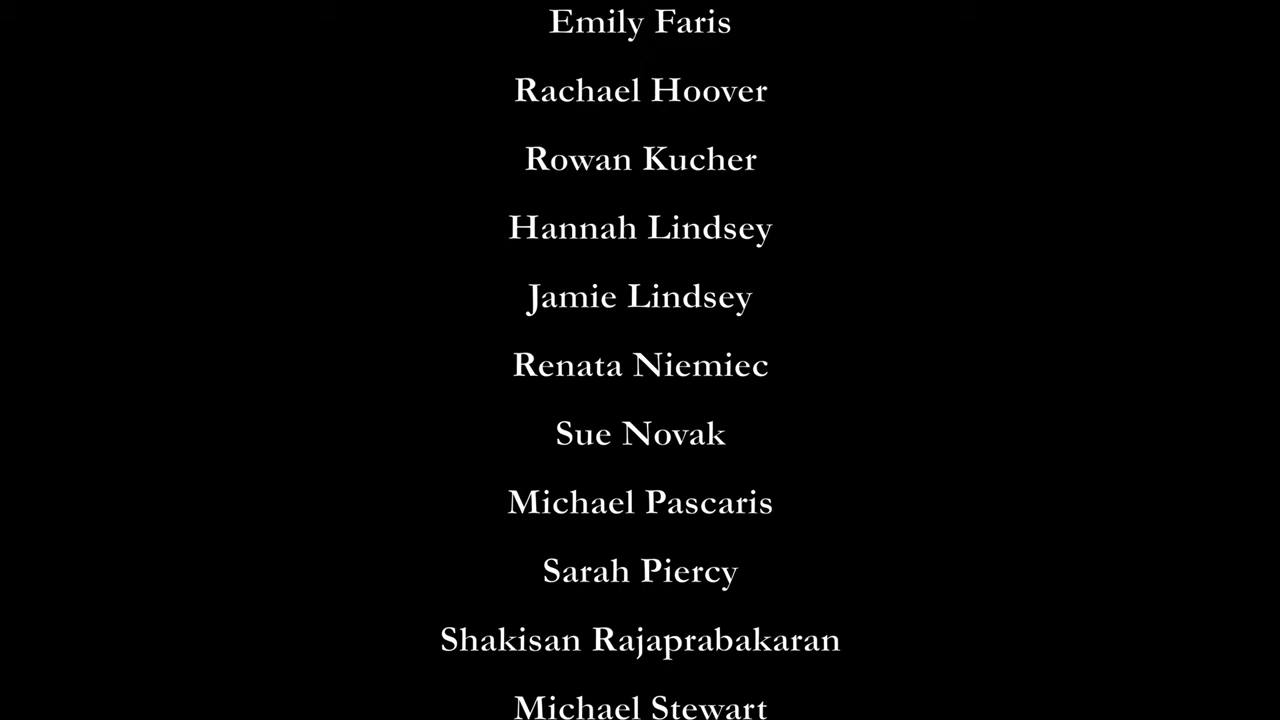 Emily Faris
Rachael Hoover
Rowan Kucher
Hannah Lindsey
Jamie Lindsey
Renata Niemiec
Sue Novak
Michael Pascaris
Sarah Piercy
Shakisan Rajaprabakaran
Michael Stewart